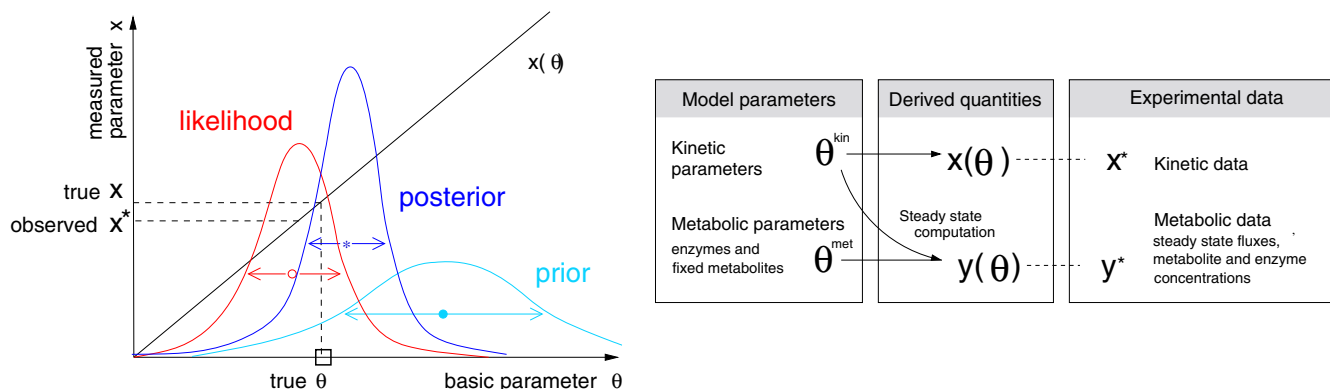 measured
parameter x
x(θ)
likelihood
true x
observed x*
posterior
*
prior
true θ
basic parameter θ
Model parameters
Kinetic
parameters
θkin
Metabolic parameters
enzymes and
fixed metabolites
θmet
Derived quantities
x(θ)
Steady state
computation
y(θ)
Experimental data
x* Kinetic data
Metabolic data
steady state fluxes,
metabolite and enzyme
concentrations
y*